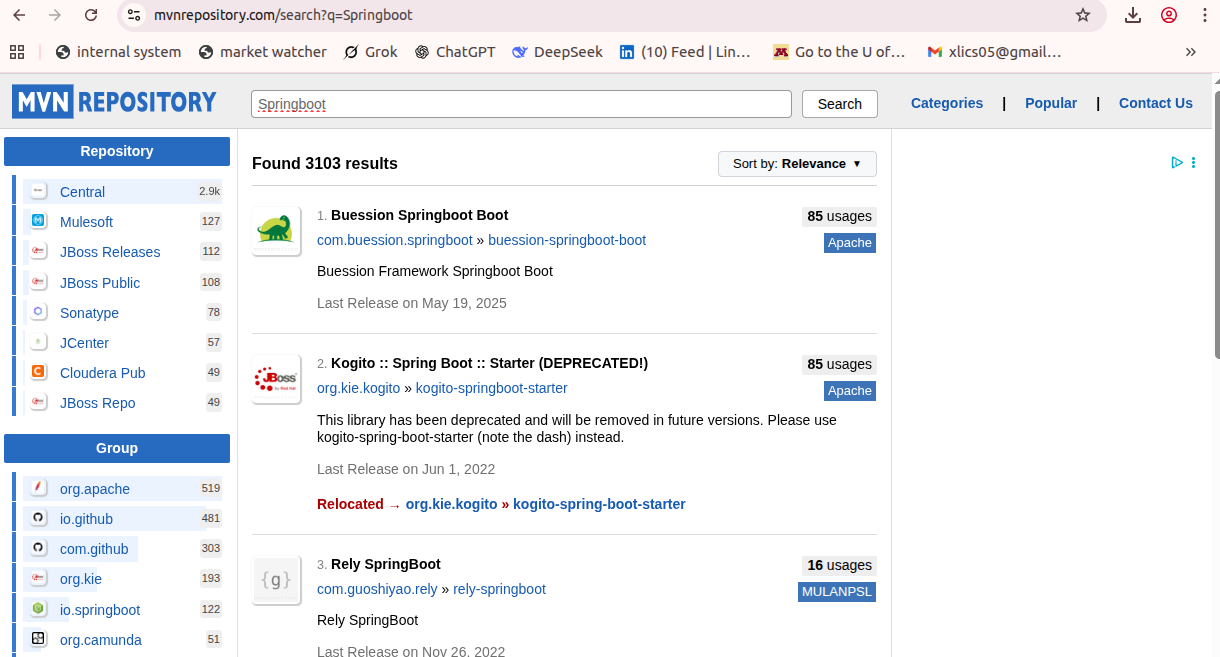 mvnrepository.com/search?q=Springboot
internal system
market watcher
Grok
ChatGPT
DeepSeek
(10) Feed | Lin…
Go to the U of…
xlics05@gmail…
»
MVN REPOSITORY
Springboot
Search
Categories | Popular | Contact Us
Repository
Central 2.9k
Mulesoft 127
JBoss Releases 112
JBoss Public 108
Sonatype 78
JCenter 57
Cloudera Pub 49
JBoss Repo 49
Group
org.apache 519
io.github 481
com.github 303
org.kie 193
io.springboot 122
org.camunda 51
Found 3103 results
Sort by: Relevance ▼
1. Buession Springboot Boot
85 usages
com.buession.springboot » buession-springboot-boot
Apache
Buession Framework Springboot Boot
Last Release on May 19, 2025
JBoss
2. Kogito :: Spring Boot :: Starter (DEPRECATED!)
85 usages
org.kie.kogito » kogito-springboot-starter
Apache
This library has been deprecated and will be removed in future versions. Please use
kogito-spring-boot-starter (note the dash) instead.
Last Release on Jun 1, 2022
Relocated → org.kie.kogito » kogito-spring-boot-starter
{g}
3. Rely SpringBoot
16 usages
com.guoshiyao.rely » rely-springboot
MULANPSL
Rely SpringBoot
Last Release on Nov 26, 2022